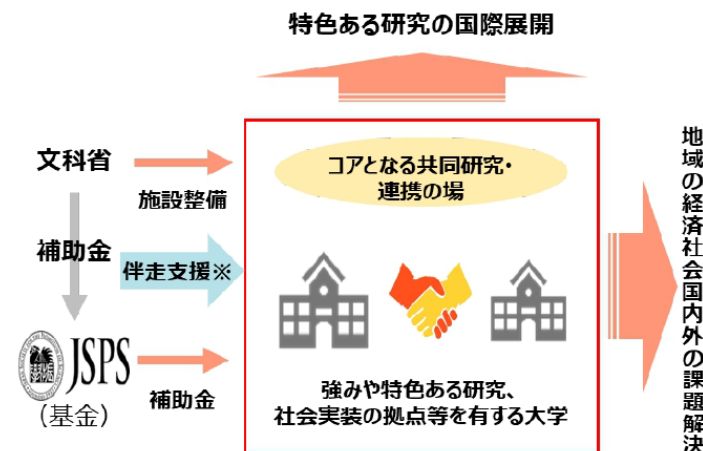 特色ある研究の国際展開
文科省
施設整備
コアとなる共同研究・
連携の場
補助金
伴走支援※
JSPS
(基金)
補助金
強みや特色ある研究、
社会実装の拠点等を有する大学
地域の経済社会国内外の課題解決